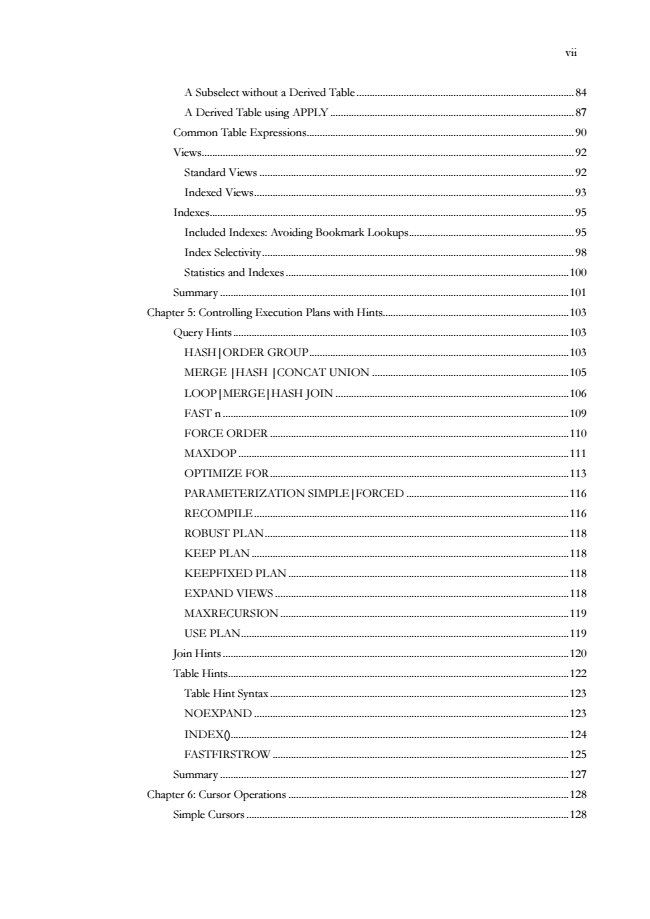 vii
A Subselect without a Derived Table ........ 84
A Derived Table using APPLY ........ 87
Common Table Expressions ........ 90
Views ........ 92
Standard Views ........ 92
Indexed Views ........ 93
Indexes ........ 95
Included Indexes: Avoiding Bookmark Lookups ........ 95
Index Selectivity ........ 98
Statistics and Indexes ........ 100
Summary ........ 101
Chapter 5: Controlling Execution Plans with Hints ........ 103
Query Hints ........ 103
HASH|ORDER GROUP ........ 103
MERGE |HASH |CONCAT UNION ........ 105
LOOP|MERGE|HASH JOIN ........ 106
FAST n ........ 109
FORCE ORDER ........ 110
MAXDOP ........ 111
OPTIMIZE FOR ........ 113
PARAMETERIZATION SIMPLE|FORCED ........ 116
RECOMPILE ........ 116
ROBUST PLAN ........ 118
KEEP PLAN ........ 118
KEEPFIXED PLAN ........ 118
EXPAND VIEWS ........ 118
MAXRECURSION ........ 119
USE PLAN ........ 119
Join Hints ........ 120
Table Hints ........ 122
Table Hint Syntax ........ 123
NOEXPAND ........ 123
INDEX() ........ 124
FASTFIRSTROW ........ 125
Summary ........ 127
Chapter 6: Cursor Operations ........ 128
Simple Cursors ........ 128